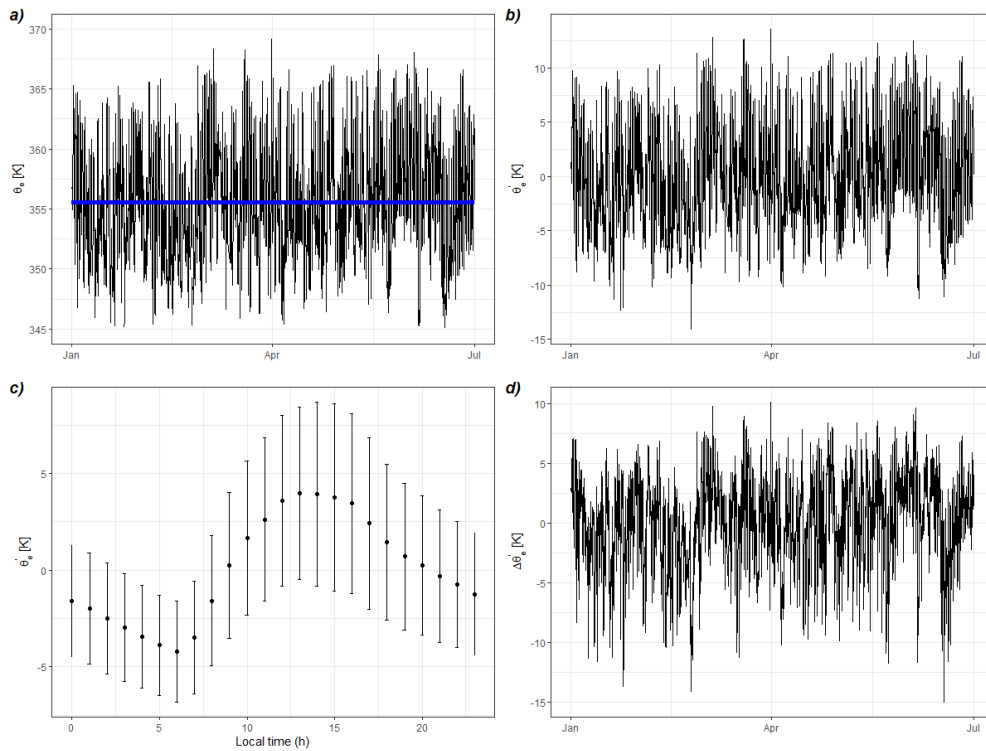 a)
370
365
360
355
350
345
θe [K]
Jan
Apr
Jul
b)
10
5
0
-5
-10
-15
θ'e [K]
Jan
Apr
Jul
c)
5
0
-5
θ'e [K]
0
5
10
15
20
Local time (h)
d)
10
5
0
-5
-10
-15
Δθ'e [K]
Jan
Apr
Jul